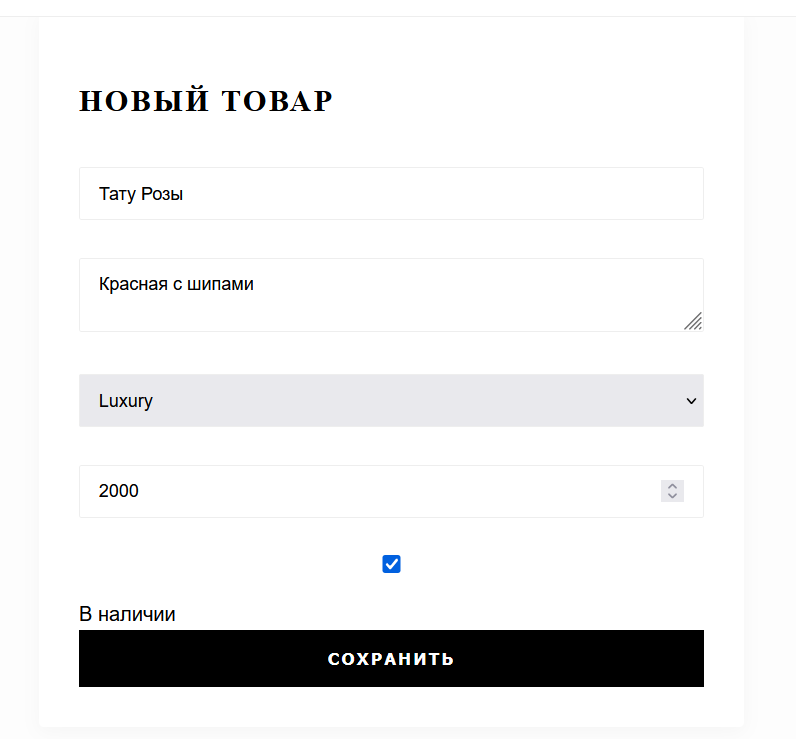 НОВЫЙ ТОВАР
Тату Розы
Красная с шипами
Luxury
2000
В наличии
СОХРАНИТЬ